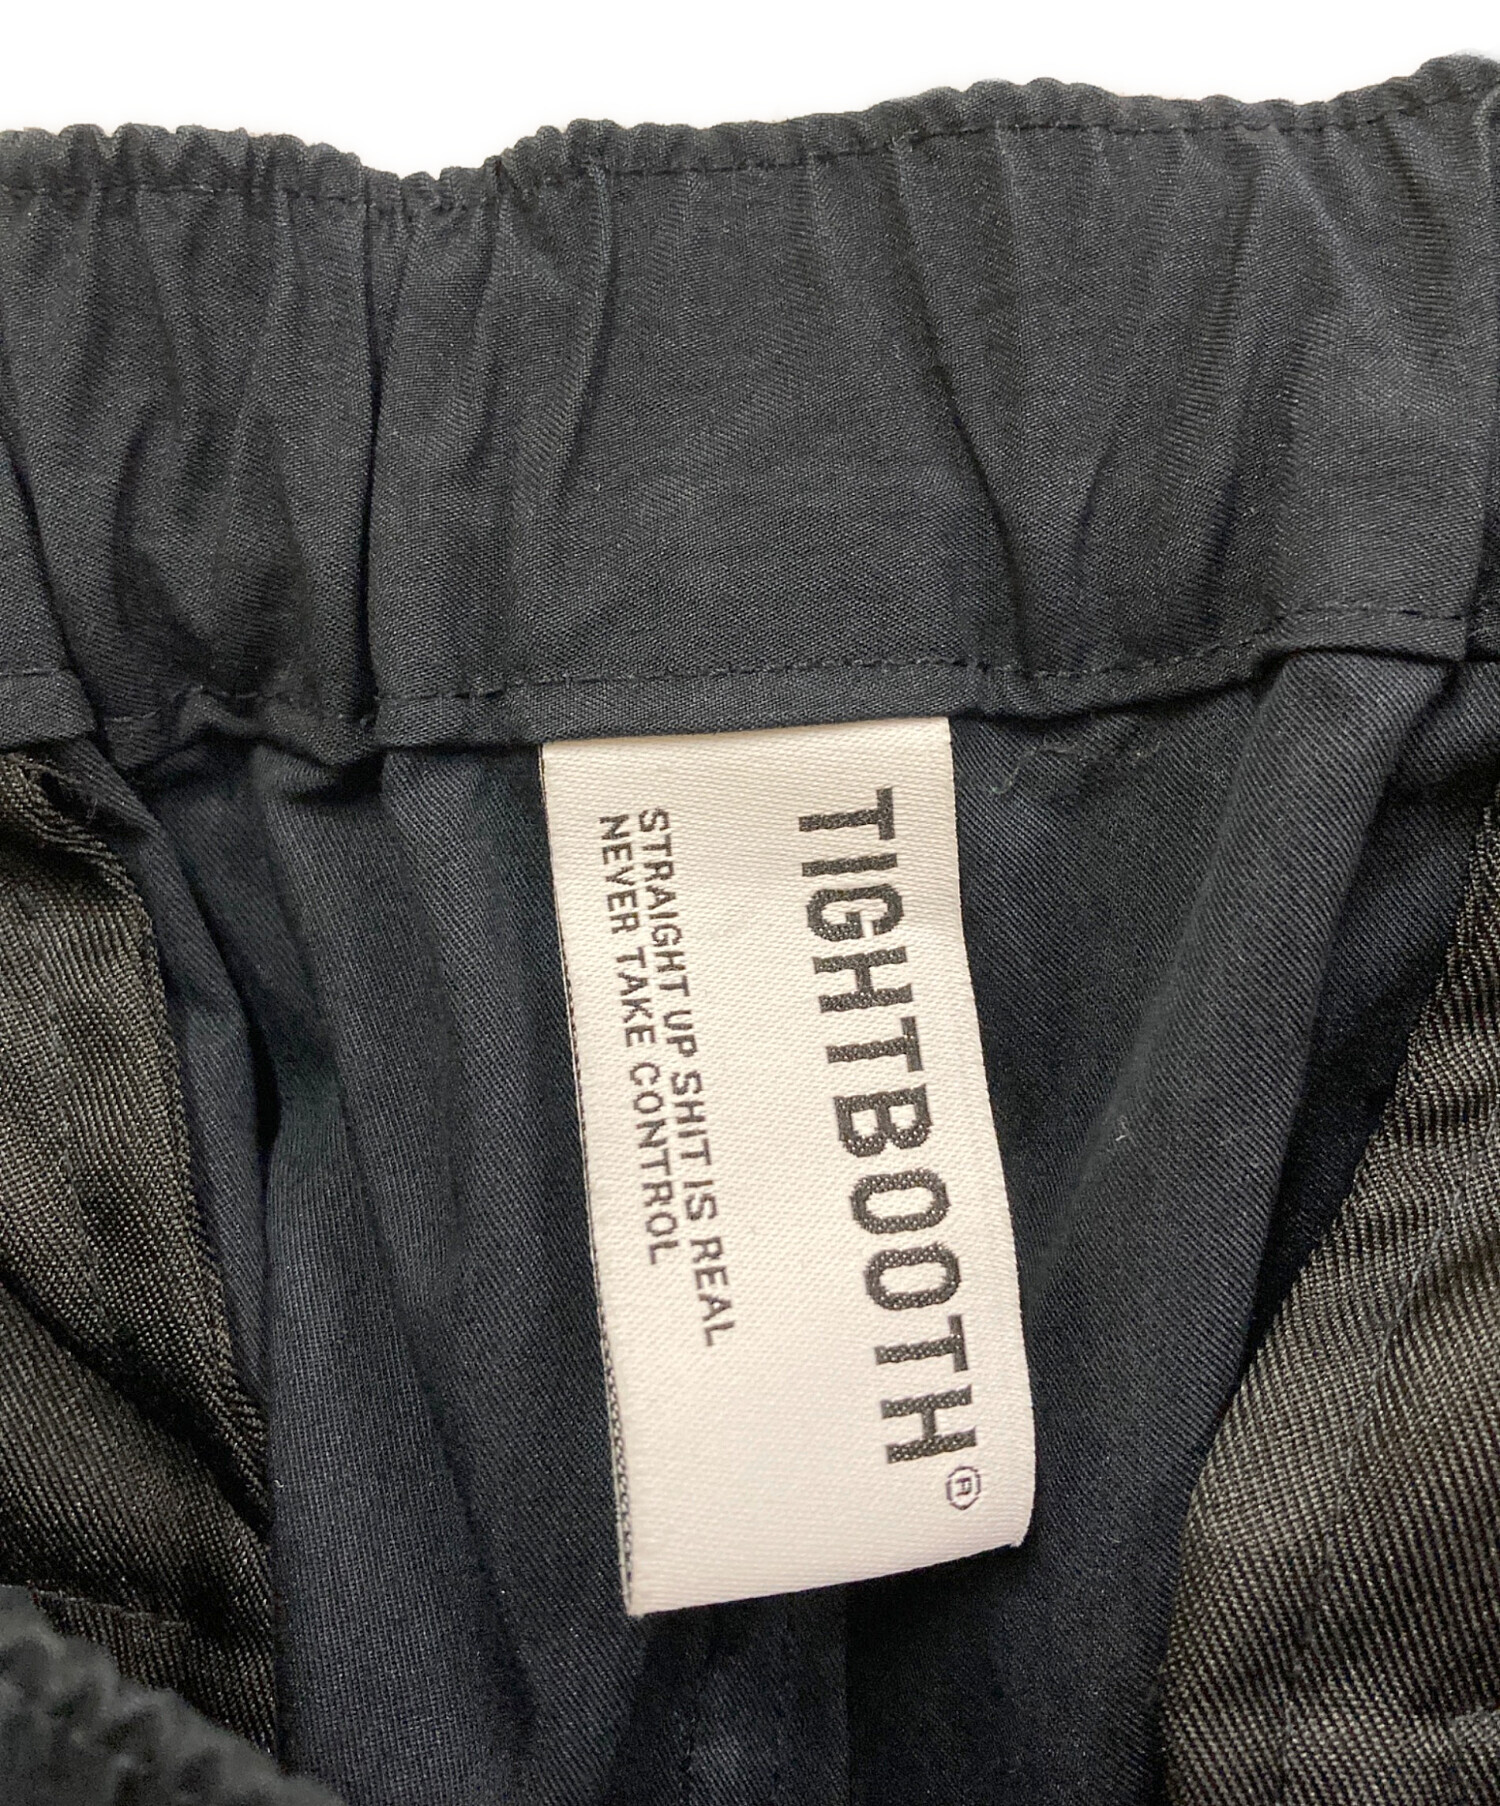 TIGHTBOOTH®
STRAIGHT UP SHIT IS REAL
NEVER TAKE CONTROL